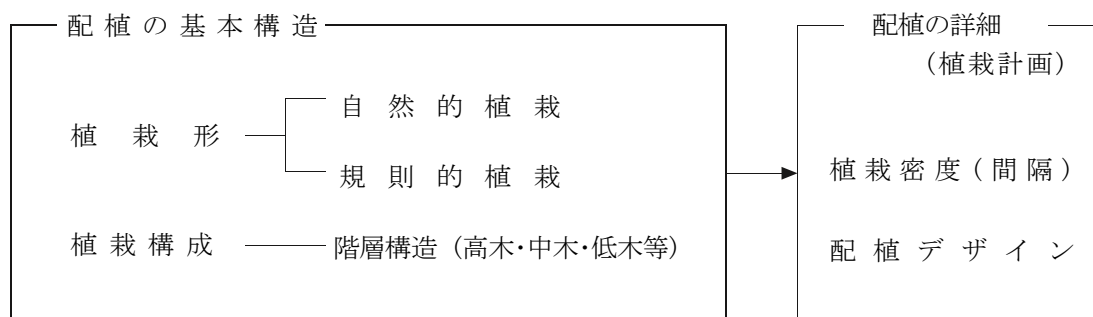 配植の基本構造
植栽形
自然的植栽
規則的植栽
植栽構成
階層構造（高木・中木・低木等）
配植の詳細
（植栽計画）
植栽密度（間隔）
配植デザイン